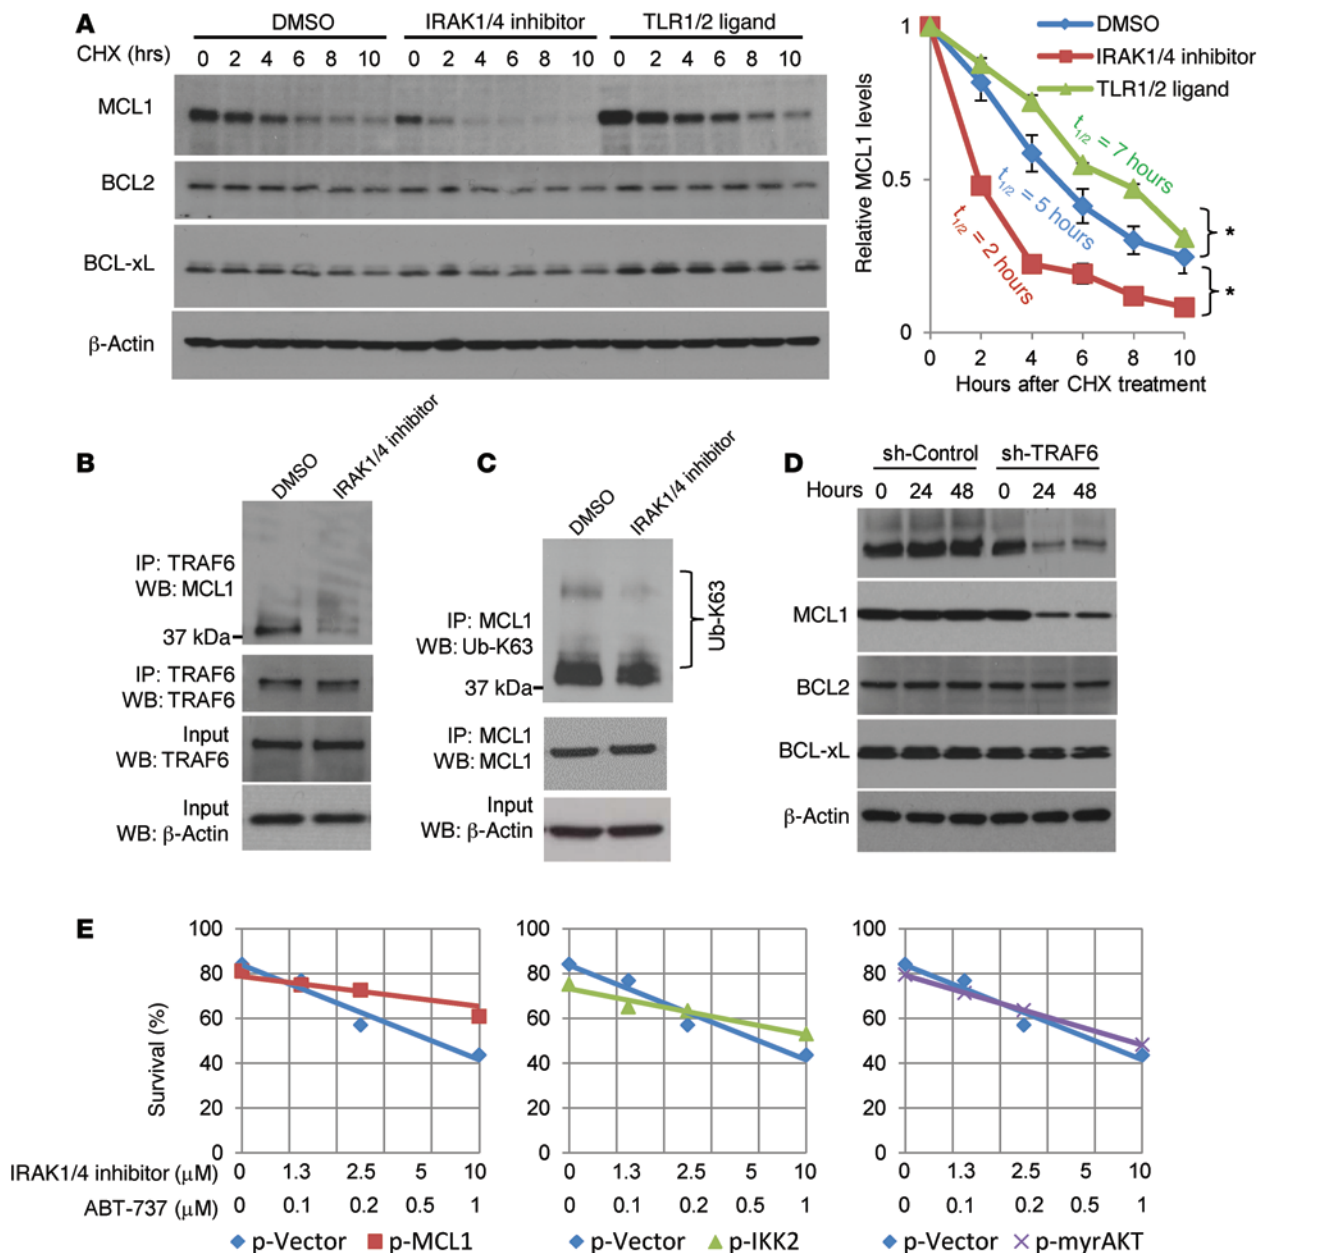 A
DMSO IRAK1/4 inhibitor TLR1/2 ligand
CHX (hrs) 0 2 4 6 8 10 0 2 4 6 8 10 0 2 4 6 8 10
MCL1
BCL2
BCL-xL
β-Actin
DMSO
IRAK1/4 inhibitor
TLR1/2 ligand
Relative MCL1 levels
1
0.5
0
t1/2 = 7 hours
t1/2 = 5 hours
t1/2 = 2 hours
*
*
0 2 4 6 8 10
Hours after CHX treatment
B
DMSO
IRAK1/4 inhibitor
IP: TRAF6
WB: MCL1
37 kDa
IP: TRAF6
WB: TRAF6
Input
WB: TRAF6
Input
WB: β-Actin
C
DMSO
IRAK1/4 inhibitor
IP: MCL1
WB: Ub-K63
Ub-K63
37 kDa
IP: MCL1
WB: MCL1
Input
WB: β-Actin
D
sh-Control sh-TRAF6
Hours 0 24 48 0 24 48
MCL1
BCL2
BCL-xL
β-Actin
E
Survival (%)
100
80
60
40
20
0
100
80
60
40
20
0
100
80
60
40
20
0
IRAK1/4 inhibitor (μM) 0 1.3 2.5 5 10 0 1.3 2.5 5 10 0 1.3 2.5 5 10
ABT-737 (μM) 0 0.1 0.2 0.5 1 0 0.1 0.2 0.5 1 0 0.1 0.2 0.5 1
p-Vector p-MCL1 p-Vector p-IKK2 p-Vector p-myrAKT